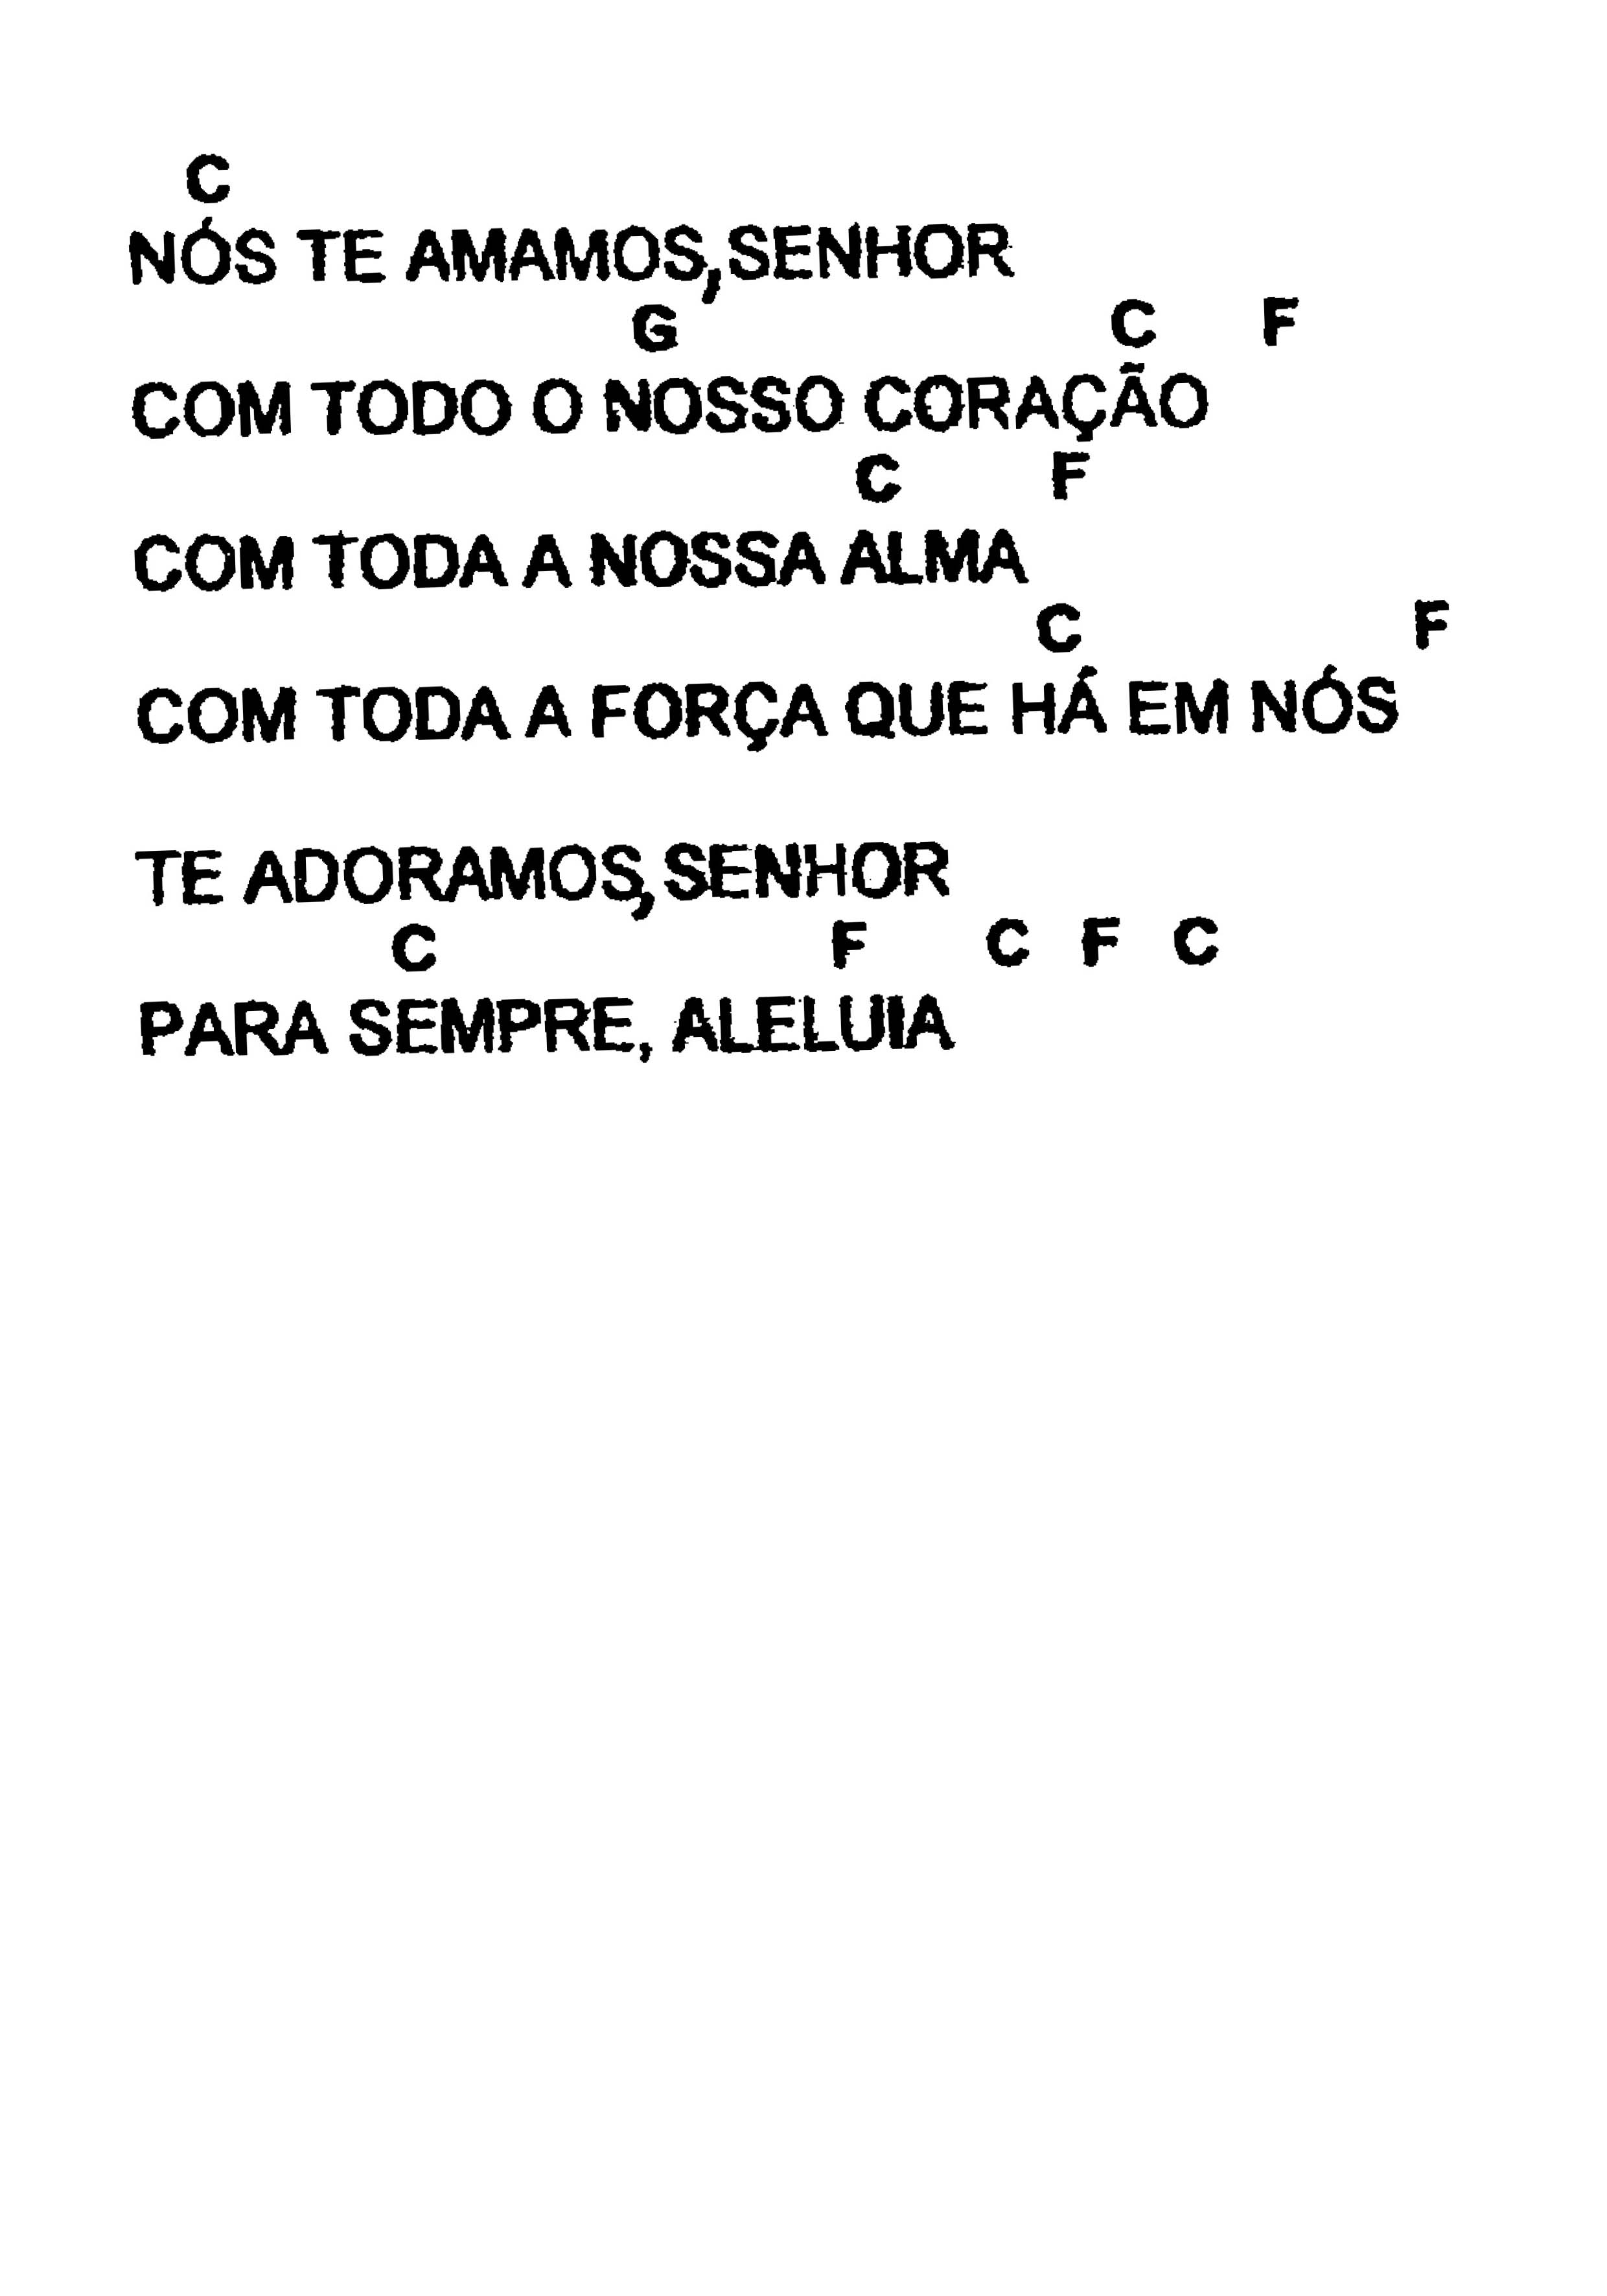 C
NÓS TE AMAMOS, SENHOR
G C F
COM TODO O NOSSO CORAÇÃO
C F
COM TODA A NOSSA ALMA
C F
COM TODA A FORÇA QUE HÁ EM NÓS
TE ADORAMOS, SENHOR
C F C F C
PARA SEMPRE, ALELUIA